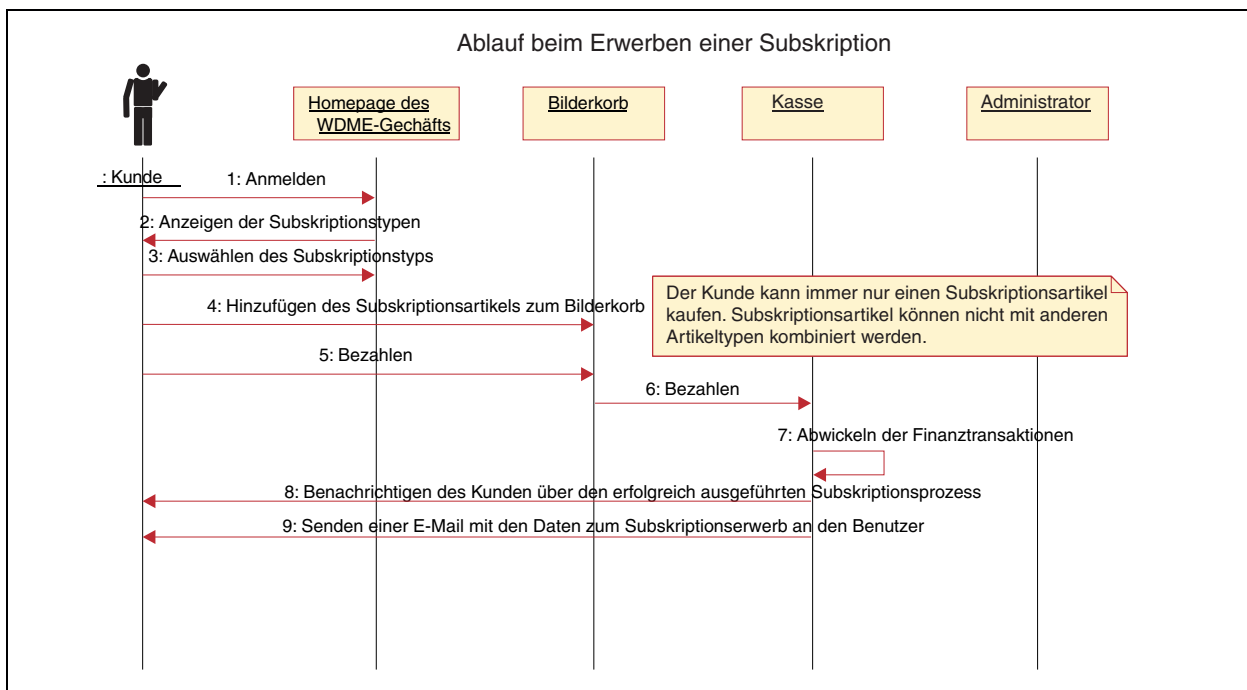 Ablauf beim Erwerben einer Subskription
Homepage des
WDME-Gechäfts
Bilderkorb
Kasse
Administrator
: Kunde
1: Anmelden
2: Anzeigen der Subskriptionstypen
3: Auswählen des Subskriptionstyps
4: Hinzufügen des Subskriptionsartikels zum Bilderkorb
Der Kunde kann immer nur einen Subskriptionsartikel
kaufen. Subskriptionsartikel können nicht mit anderen
Artikeltypen kombiniert werden.
5: Bezahlen
6: Bezahlen
7: Abwickeln der Finanztransaktionen
8: Benachrichtigen des Kunden über den erfolgreich ausgeführten Subskriptionsprozess
9: Senden einer E-Mail mit den Daten zum Subskriptionserwerb an den Benutzer